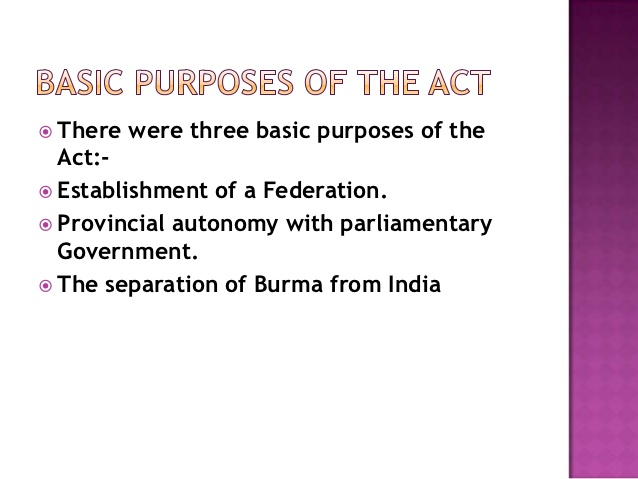 BASIC PURPOSES OF THE ACT
There were three basic purposes of the
Act:-
Establishment of a Federation.
Provincial autonomy with parliamentary
Government.
The separation of Burma from India